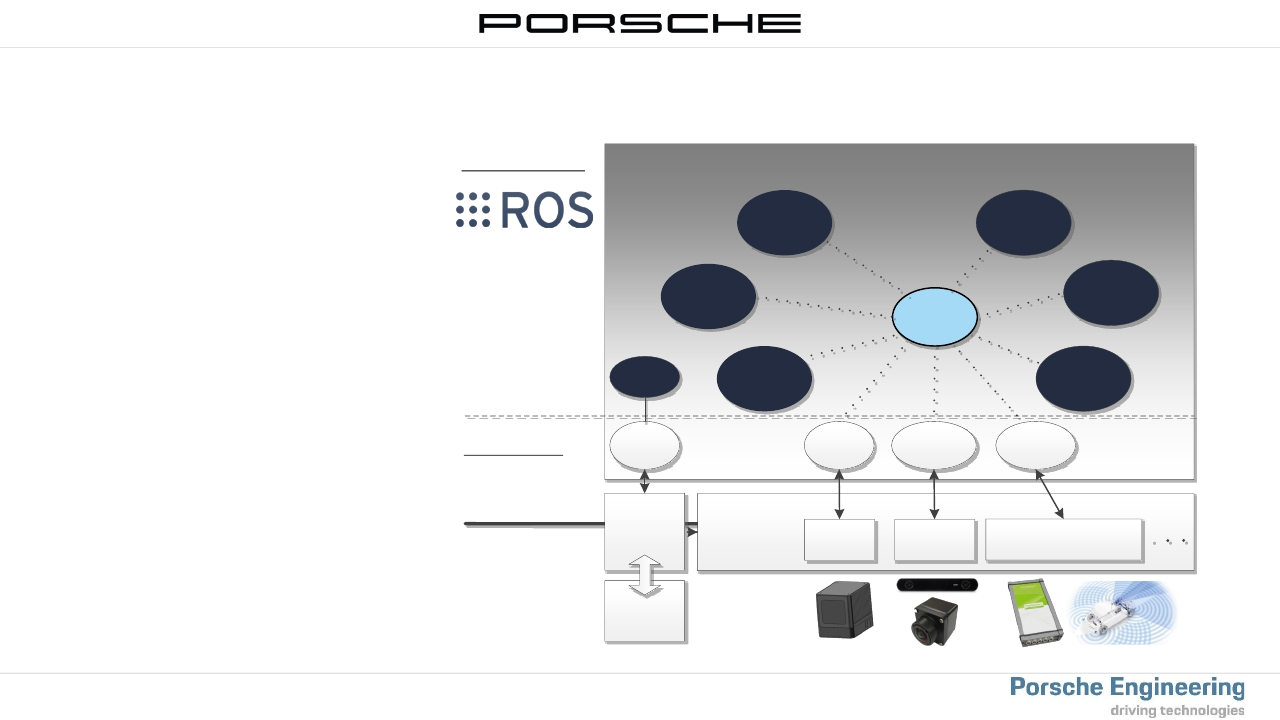 PORSCHE
ROS
Porsche Engineering
driving technologies